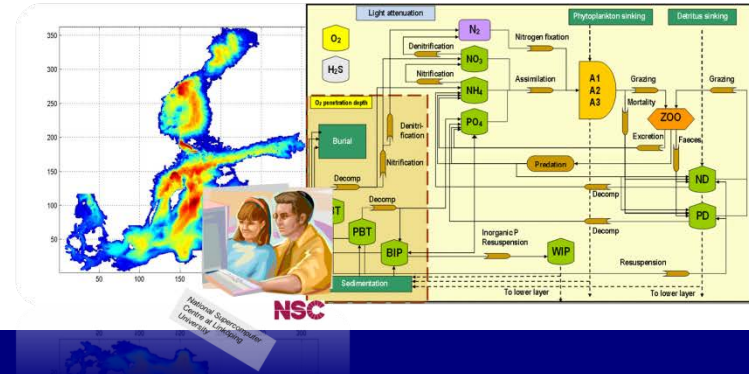 350
300
250
200
150
100
50
50
100
150
Light attenuation
Phytoplankton sinking
Detritus sinking
O₂
H₂S
N₂
Nitrogen fixation
Denitrification
NO₃
Nitrification
NH₄
Assimilation
PO₄
A1
A2
A3
Grazing
Grazing
Mortality
ZOO
Excretion
Faeces
Predation
O₂ penetration depth
Burial
Denitri-
fication
Nitrification
Decomp
Decomp
Decomp
Decomp
ND
PD
BT
PBT
BIP
Inorganic P
Resuspension
WIP
Resuspension
Sedimentation
To lower layer
To lower layer
NSC
National Supercomputer
Centre at Linköping
University